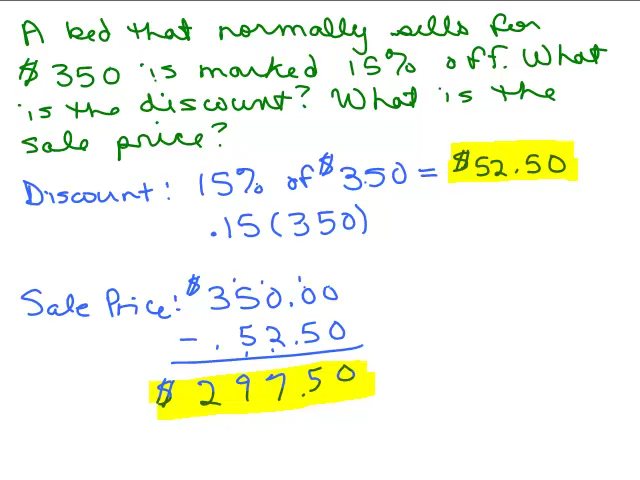 A bed that normally sells for
$350 is marked 15% off. What
is the discount? What is the
sale price?
Discount: 15% of $350 = $52.50
.15(350)
Sale Price: $350.00
- .52.50
$297.50